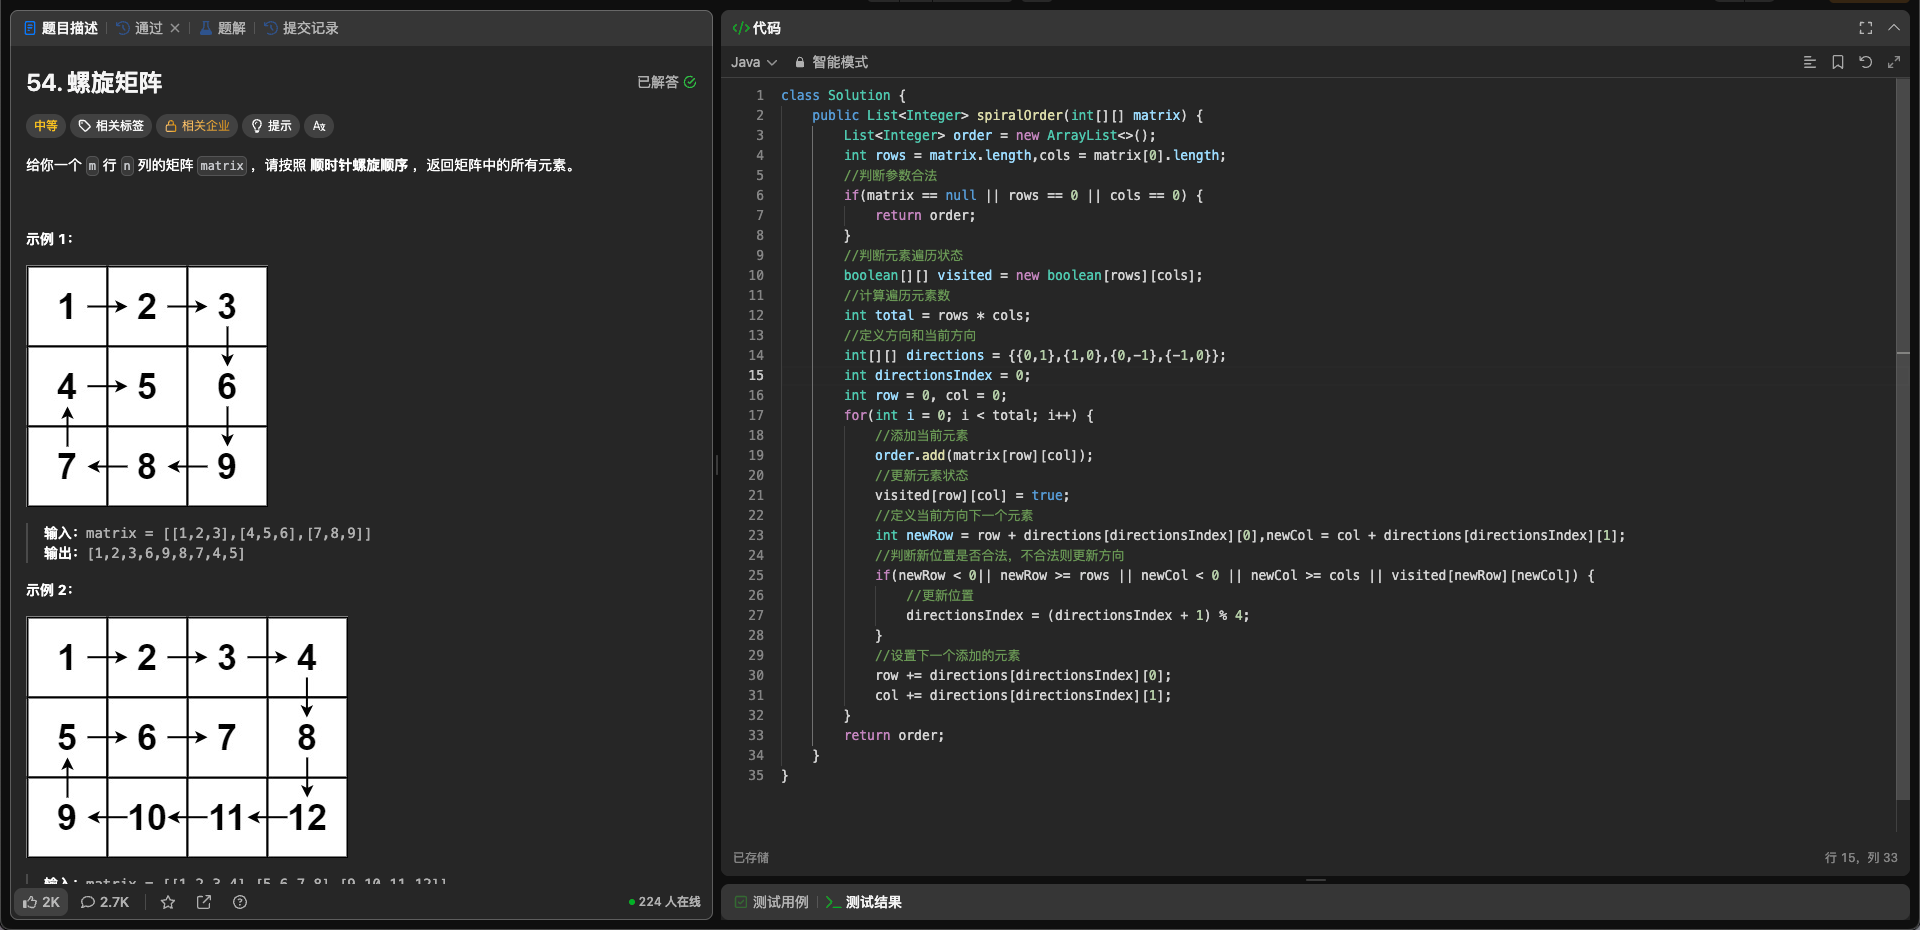 题目描述 通过 题解 提交记录
54. 螺旋矩阵
已解答
中等 相关标签 相关企业 提示
给你一个 m 行 n 列的矩阵 matrix ，请按照 顺时针螺旋顺序 ，返回矩阵中的所有元素。
示例 1：
1 2 3
4 5 6
7 8 9
输入：matrix = [[1,2,3],[4,5,6],[7,8,9]]
输出：[1,2,3,6,9,8,7,4,5]
示例 2：
1 2 3 4
5 6 7 8
9 10 11 12
输入：matrix = [[1,2,3,4],[5,6,7,8],[9,10,11,12]]
2K 2.7K 224 人在线
</>代码
Java 智能模式
1 class Solution {
2 public List<Integer> spiralOrder(int[][] matrix) {
3 List<Integer> order = new ArrayList<>();
4 int rows = matrix.length,cols = matrix[0].length;
5 //判断参数合法
6 if(matrix == null || rows == 0 || cols == 0) {
7 return order;
8 }
9 //判断元素遍历状态
10 boolean[][] visited = new boolean[rows][cols];
11 //计算遍历元素数
12 int total = rows * cols;
13 //定义方向和当前方向
14 int[][] directions = {{0,1},{1,0},{0,-1},{-1,0}};
15 int directionsIndex = 0;
16 int row = 0, col = 0;
17 for(int i = 0; i < total; i++) {
18 //添加当前元素
19 order.add(matrix[row][col]);
20 //更新元素状态
21 visited[row][col] = true;
22 //定义当前方向下一个元素
23 int newRow = row + directions[directionsIndex][0],newCol = col + directions[directionsIndex][1];
24 //判断新位置是否合法，不合法则更新方向
25 if(newRow < 0|| newRow >= rows || newCol < 0 || newCol >= cols || visited[newRow][newCol]) {
26 //更新位置
27 directionsIndex = (directionsIndex + 1) % 4;
28 }
29 //设置下一个添加的元素
30 row += directions[directionsIndex][0];
31 col += directions[directionsIndex][1];
32 }
33 return order;
34 }
35 }
已存储
行 15，列 33
测试用例 >_ 测试结果